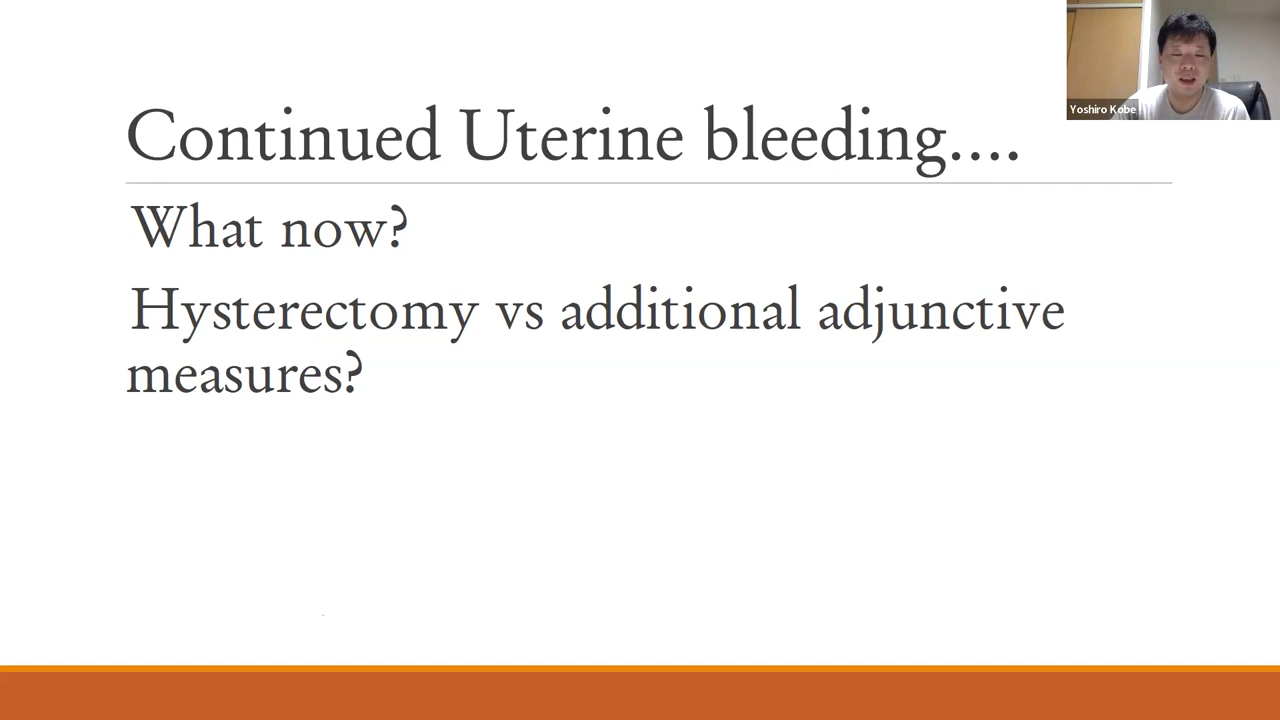 Continued Uterine bleeding....
What now?
Hysterectomy vs additional adjunctive
measures?
Yoshiro Kobe